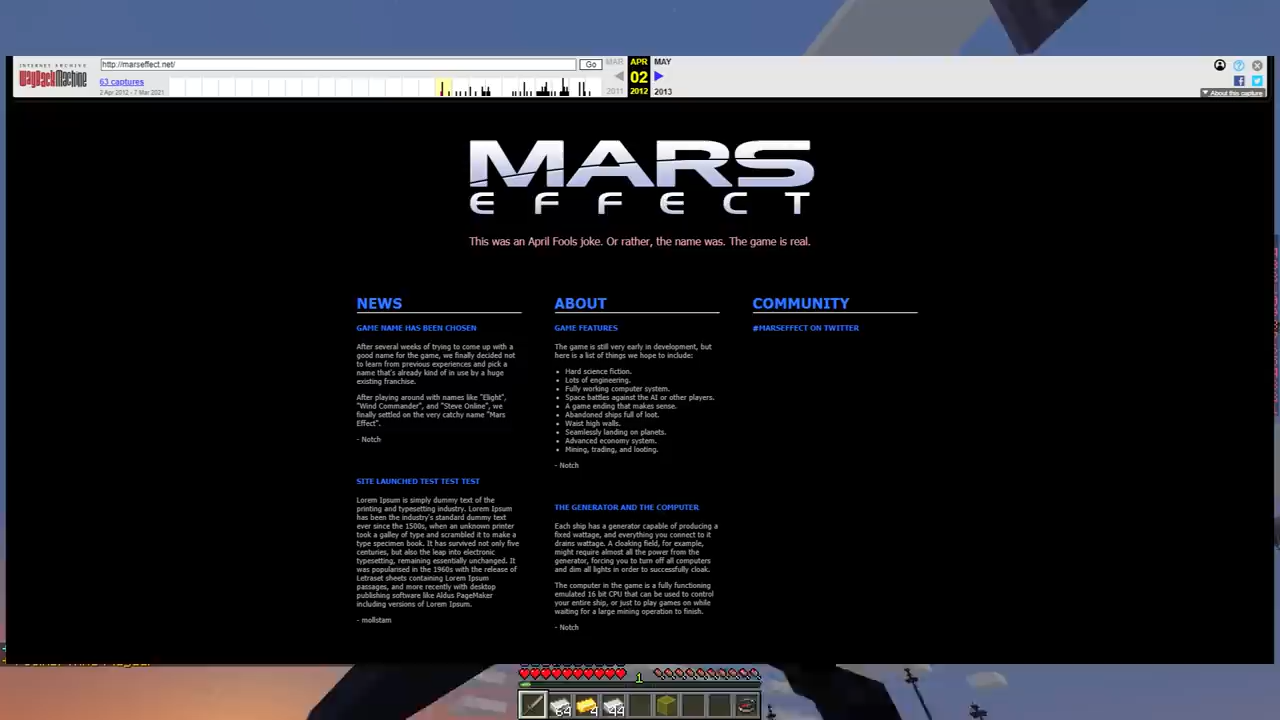 INTERNET ARCHIVE
WayBackMachine
http://marseffect.net/
Go
MAR
APR
MAY
63 captures
02
2 Apr 2012 - 7 Mar 2021
2011
2012
2013
About this capture
MARS
EFFECT
This was an April Fools joke. Or rather, the name was. The game is real.
NEWS
GAME NAME HAS BEEN CHOSEN
After several weeks of trying to come up with a
good name for the game, we finally decided not
to learn from previous experiences and pick a
name that's already kind of in use by a huge
existing franchise.
After playing around with names like "Elight",
"Wind Commander", and "Steve Online", we
finally settled on the very catchy name "Mars
Effect".
- Notch
SITE LAUNCHED TEST TEST TEST
Lorem Ipsum is simply dummy text of the
printing and typesetting industry. Lorem Ipsum
has been the industry's standard dummy text
ever since the 1500s, when an unknown printer
took a galley of type and scrambled it to make a
type specimen book. It has survived not only five
centuries, but also the leap into electronic
typesetting, remaining essentially unchanged. It
was popularised in the 1960s with the release of
Letraset sheets containing Lorem Ipsum
passages, and more recently with desktop
publishing software like Aldus PageMaker
including versions of Lorem Ipsum.
- mollstam
ABOUT
GAME FEATURES
The game is still very early in development, but
here is a list of things we hope to include:
• Hard science fiction.
• Lots of engineering.
• Fully working computer system.
• Space battles against the AI or other players.
• A game ending that makes sense.
• Abandoned ships full of loot.
• Waist high walls.
• Seamlessly landing on planets.
• Advanced economy system.
• Mining, trading, and looting.
- Notch
THE GENERATOR AND THE COMPUTER
Each ship has a generator capable of producing a
fixed wattage, and everything you connect to it
drains wattage. A cloaking field, for example,
might require almost all the power from the
generator, forcing you to turn off all computers
and dim all lights in order to successfully cloak.
The computer in the game is a fully functioning
emulated 16 bit CPU that can be used to control
your entire ship, or just to play games on while
waiting for a large mining operation to finish.
- Notch
COMMUNITY
#MARSEFFECT ON TWITTER
1
64
4
44